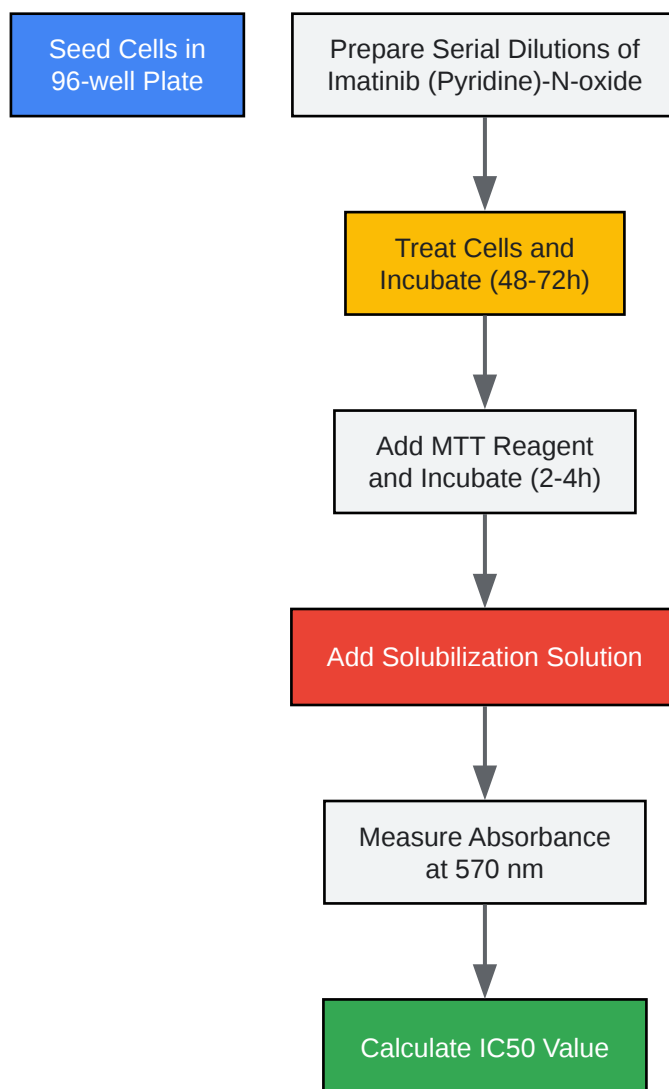 Seed Cells in
96-well Plate
Prepare Serial Dilutions of
Imatinib (Pyridine)-N-oxide
Treat Cells and
Incubate (48-72h)
Add MTT Reagent
and Incubate (2-4h)
Add Solubilization Solution
Measure Absorbance
at 570 nm
Calculate IC50 Value